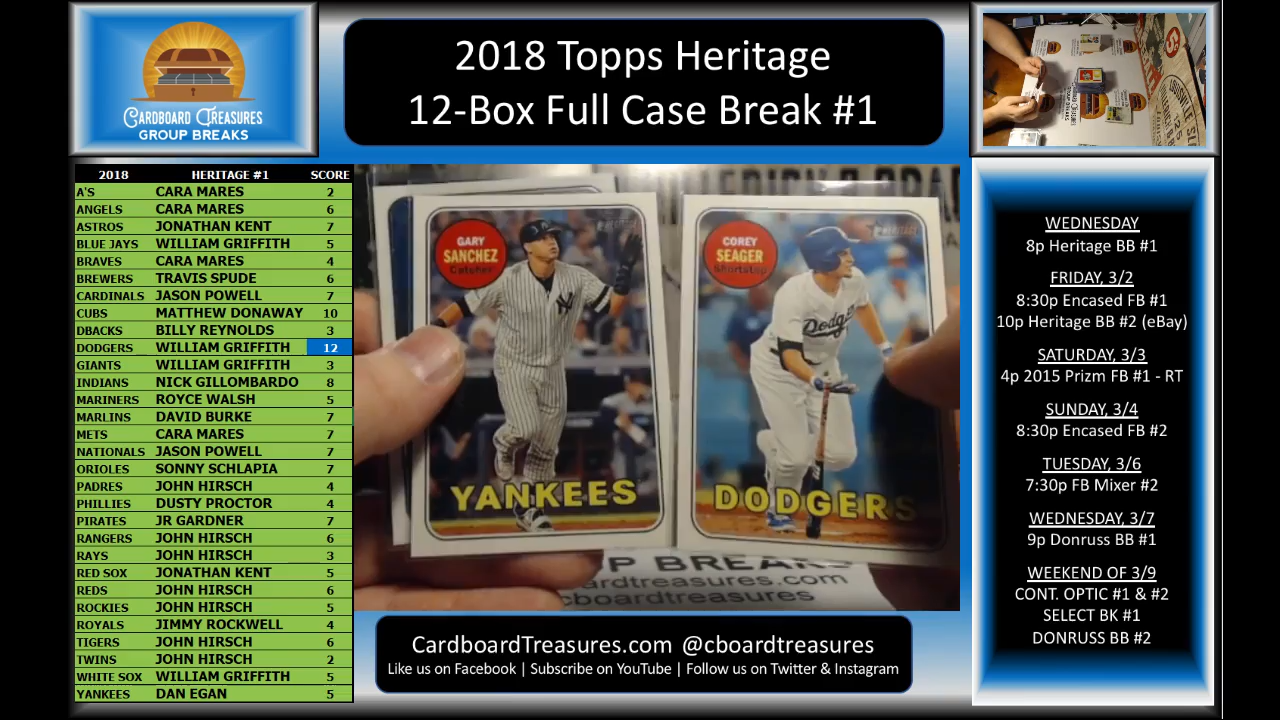 CARDBOARD TREASURES
GROUP BREAKS
2018 Topps Heritage
12-Box Full Case Break #1
2018 HERITAGE #1 SCORE
A'S CARA MARES 2
ANGELS CARA MARES 6
ASTROS JONATHAN KENT 7
BLUE JAYS WILLIAM GRIFFITH 5
BRAVES CARA MARES 4
BREWERS TRAVIS SPUDE 6
CARDINALS JASON POWELL 7
CUBS MATTHEW DONAWAY 10
DBACKS BILLY REYNOLDS 3
DODGERS WILLIAM GRIFFITH 12
GIANTS WILLIAM GRIFFITH 3
INDIANS NICK GILLOMBARDO 8
MARINERS ROYCE WALSH 5
MARLINS DAVID BURKE 7
METS CARA MARES 7
NATIONALS JASON POWELL 7
ORIOLES SONNY SCHLAPIA 7
PADRES JOHN HIRSCH 4
PHILLIES DUSTY PROCTOR 4
PIRATES JR GARDNER 7
RANGERS JOHN HIRSCH 6
RAYS JOHN HIRSCH 3
RED SOX JONATHAN KENT 5
REDS JOHN HIRSCH 6
ROCKIES JOHN HIRSCH 5
ROYALS JIMMY ROCKWELL 4
TIGERS JOHN HIRSCH 6
TWINS JOHN HIRSCH 2
WHITE SOX WILLIAM GRIFFITH 5
YANKEES DAN EGAN 5
GARY
SANCHEZ
Catcher
YANKEES
COREY
SEAGER
Shortstop
HERITAGE
Dodgers
DODGERS
P BREAKS
cboardtreasures.com
cboardtreasures
CardboardTreasures.com @cboardtreasures
Like us on Facebook | Subscribe on YouTube | Follow us on Twitter & Instagram
WEDNESDAY
8p Heritage BB #1
FRIDAY, 3/2
8:30p Encased FB #1
10p Heritage BB #2 (eBay)
SATURDAY, 3/3
4p 2015 Prizm FB #1 - RT
SUNDAY, 3/4
8:30p Encased FB #2
TUESDAY, 3/6
7:30p FB Mixer #2
WEDNESDAY, 3/7
9p Donruss BB #1
WEEKEND OF 3/9
CONT. OPTIC #1 & #2
SELECT BK #1
DONRUSS BB #2